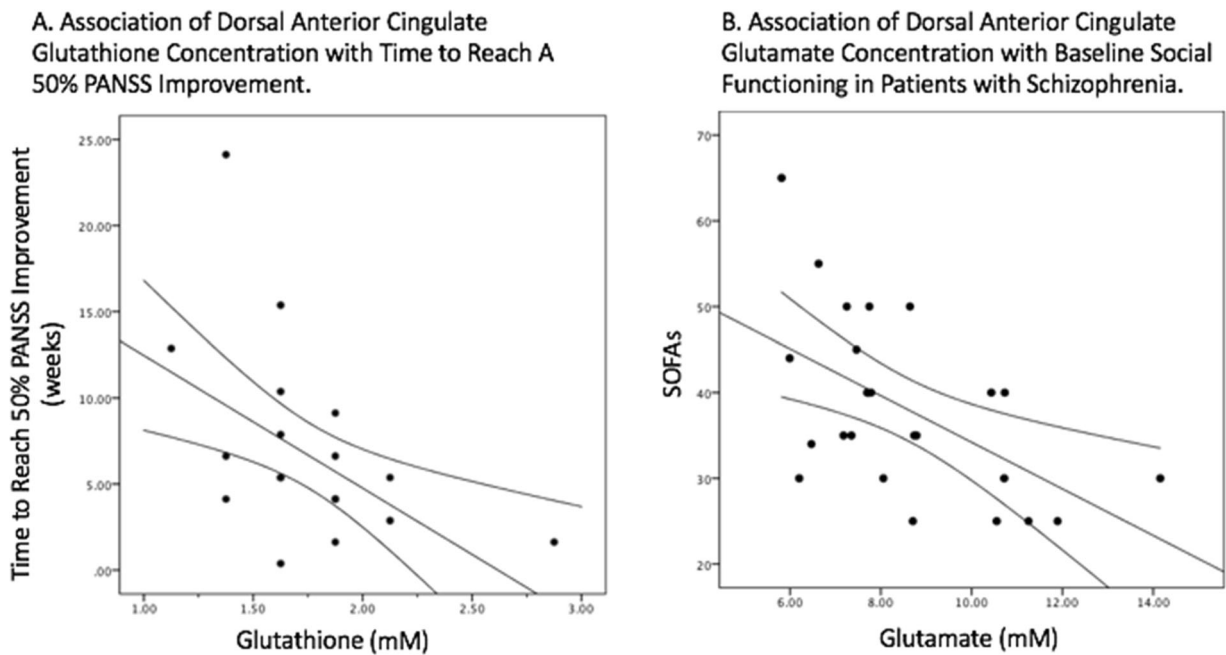 A. Association of Dorsal Anterior Cingulate
Glutathione Concentration with Time to Reach A
50% PANSS Improvement.
Time to Reach 50% PANSS Improvement
(weeks)
25.00
20.00
15.00
10.00
5.00
.00
1.00 1.50 2.00 2.50 3.00
Glutathione (mM)
B. Association of Dorsal Anterior Cingulate
Glutamate Concentration with Baseline Social
Functioning in Patients with Schizophrenia.
SOFAs
70
60
50
40
30
20
6.00 8.00 10.00 12.00 14.00
Glutamate (mM)